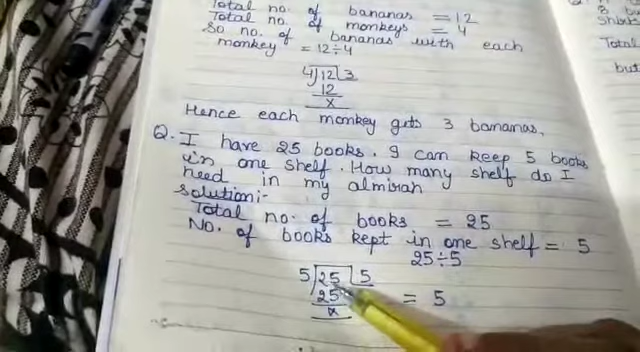 Total no. of bananas = 12
Total no of monkeys = 4
So no. of bananas with each
monkey = 12÷4
4 12 3
12
x
Hence each monkey gets 3 bananas.
Q. I have 25 books. I can keep 5 books
in one shelf. How many shelf do I
need in my almirah
solution:-
Total no. of books = 25
No. of books kept in one shelf = 5
25÷5
5 25 5
25 = 5
x
Total
but